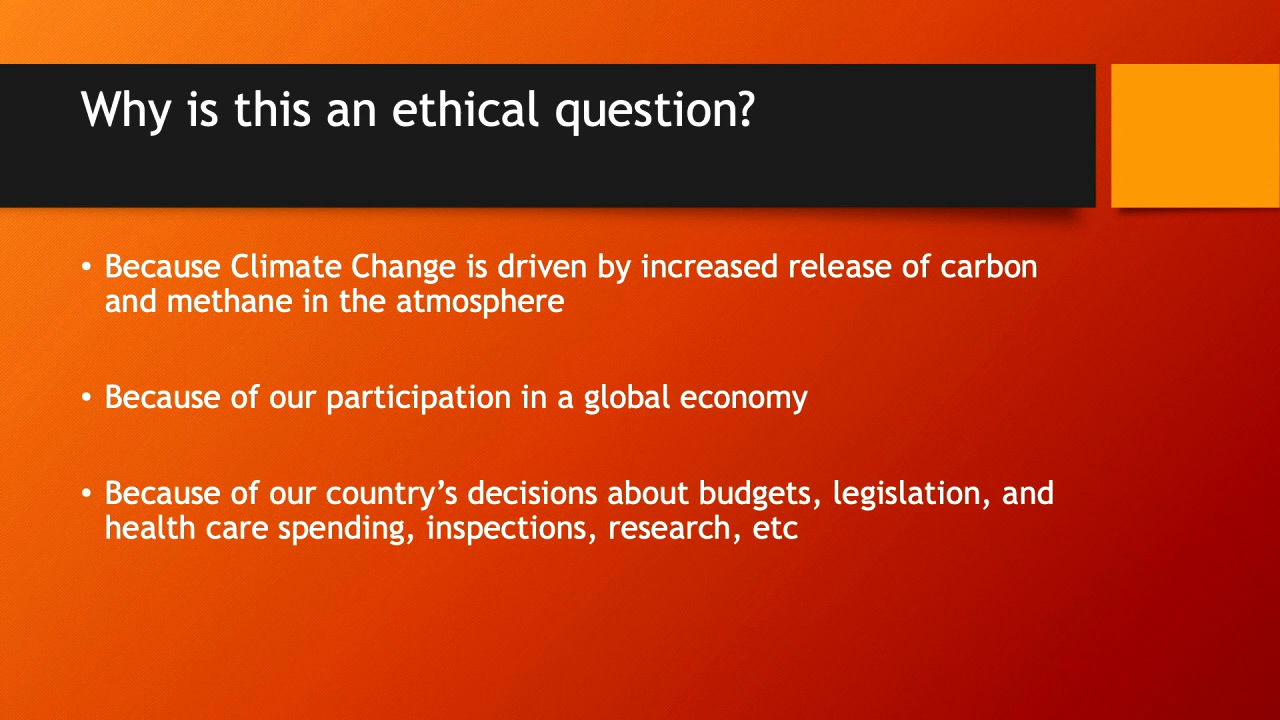 Why is this an ethical question?
• Because Climate Change is driven by increased release of carbon
and methane in the atmosphere
• Because of our participation in a global economy
• Because of our country’s decisions about budgets, legislation, and
health care spending, inspections, research, etc